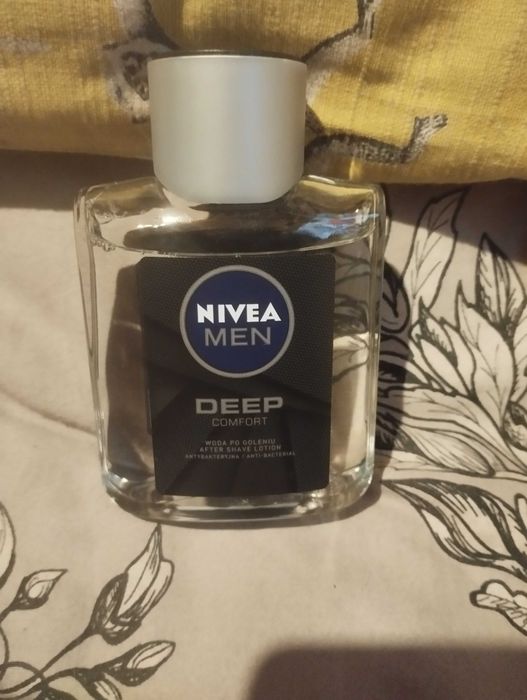 NIVEA
MEN
DEEP
COMFORT
WODA PO GOLENIU
AFTER SHAVE LOTION
ANTYBAKTERYJNA / ANTI-BACTERIAL